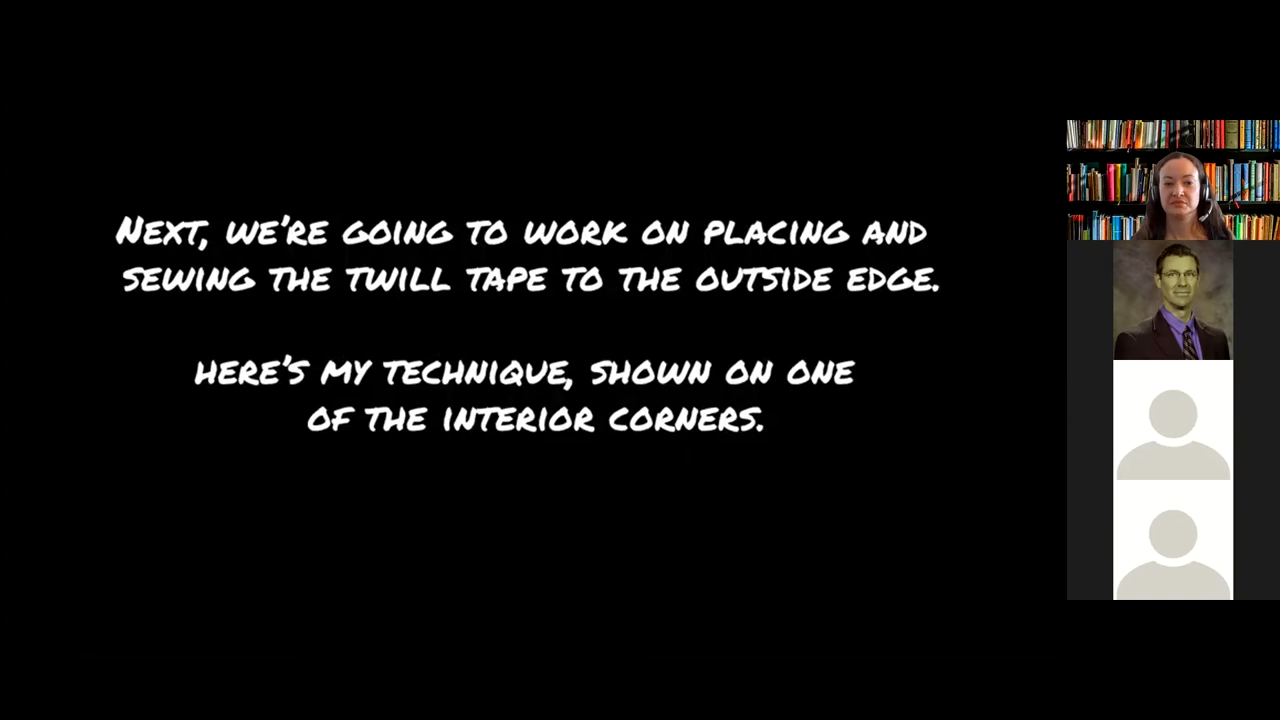 NEXT, WE'RE GOING TO WORK ON PLACING AND
SEWING THE TWILL TAPE TO THE OUTSIDE EDGE.
HERE'S MY TECHNIQUE, SHOWN ON ONE
OF THE INTERIOR CORNERS.